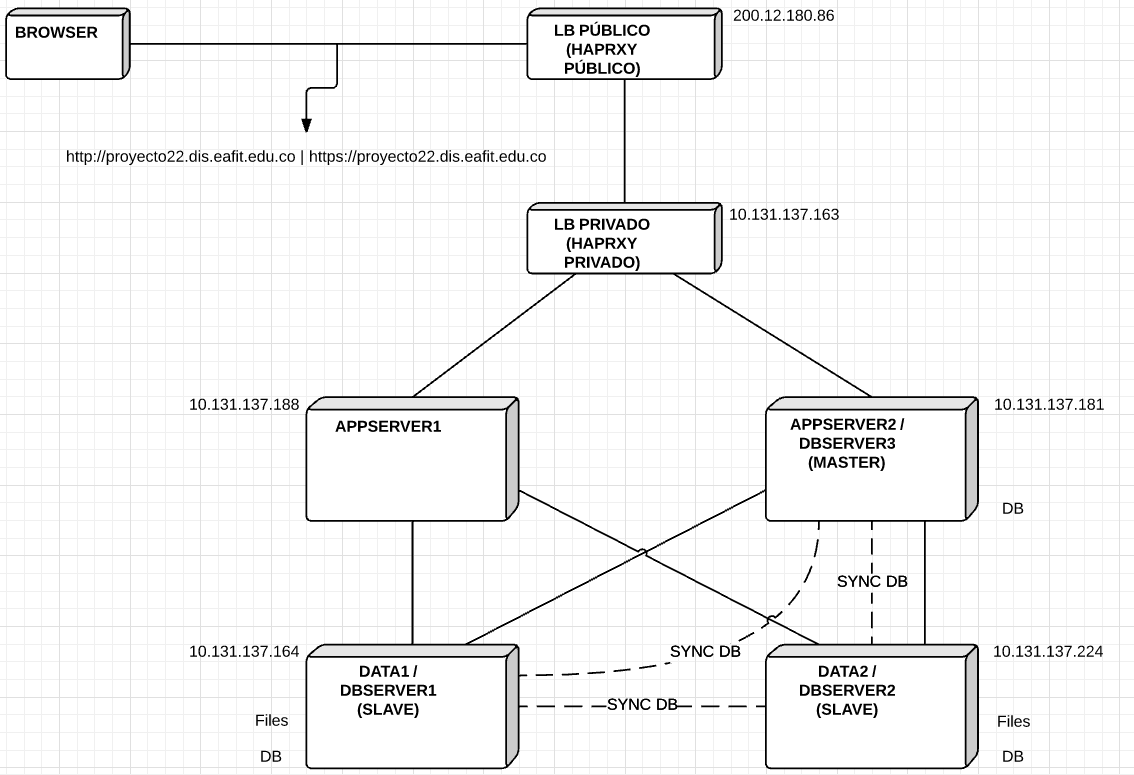 BROWSER
LB PÚBLICO
(HAPRXY
PÚBLICO)
200.12.180.86
http://proyecto22.dis.eafit.edu.co | https://proyecto22.dis.eafit.edu.co
LB PRIVADO
(HAPRXY
PRIVADO)
10.131.137.163
10.131.137.188
APPSERVER1
APPSERVER2 /
DBSERVER3
(MASTER)
10.131.137.181
DB
SYNC DB
SYNC DB
10.131.137.164
DATA1 /
DBSERVER1
(SLAVE)
Files
DB
SYNC DB
DATA2 /
DBSERVER2
(SLAVE)
10.131.137.224
Files
DB